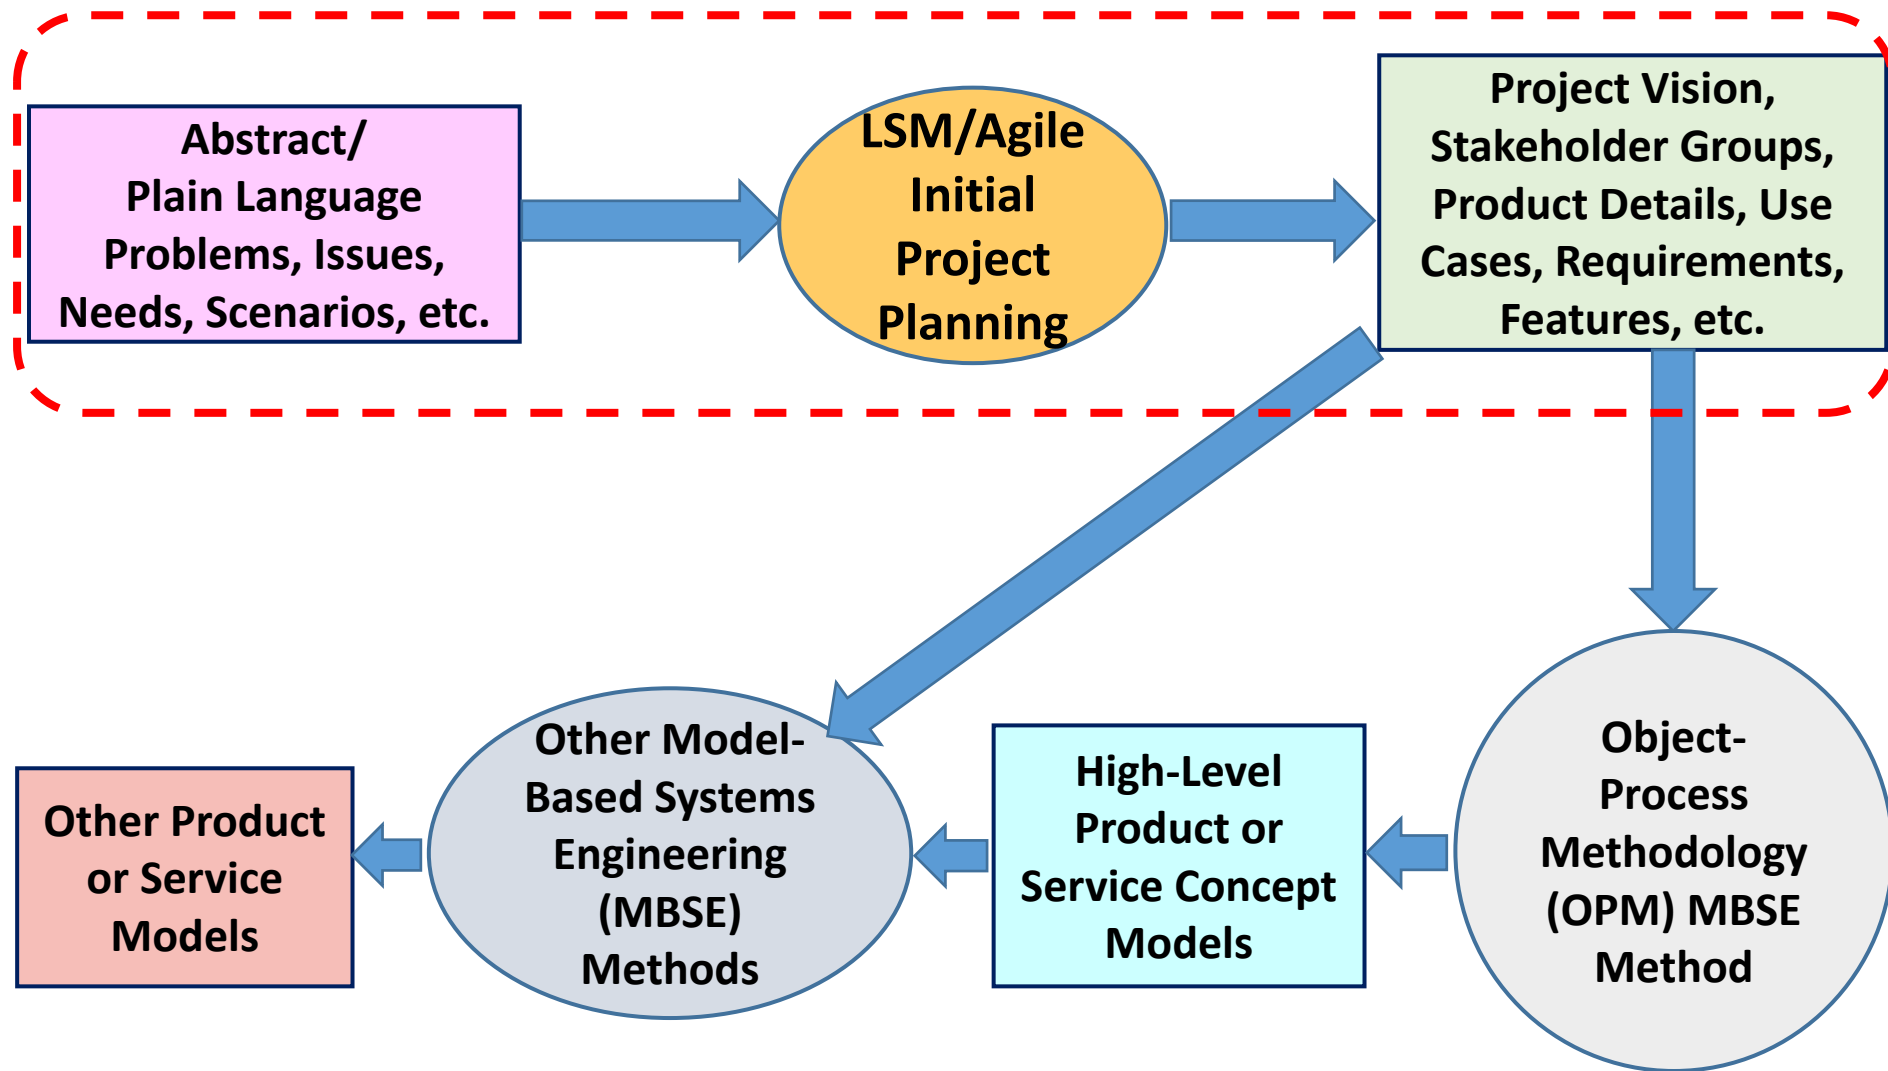 Abstract/
Plain Language
Problems, Issues,
Needs, Scenarios, etc.
LSM/Agile
Initial
Project
Planning
Project Vision,
Stakeholder Groups,
Product Details, Use
Cases, Requirements,
Features, etc.
Other Product
or Service
Models
Other Model-
Based Systems
Engineering
(MBSE)
Methods
High-Level
Product or
Service Concept
Models
Object-
Process
Methodology
(OPM) MBSE
Method